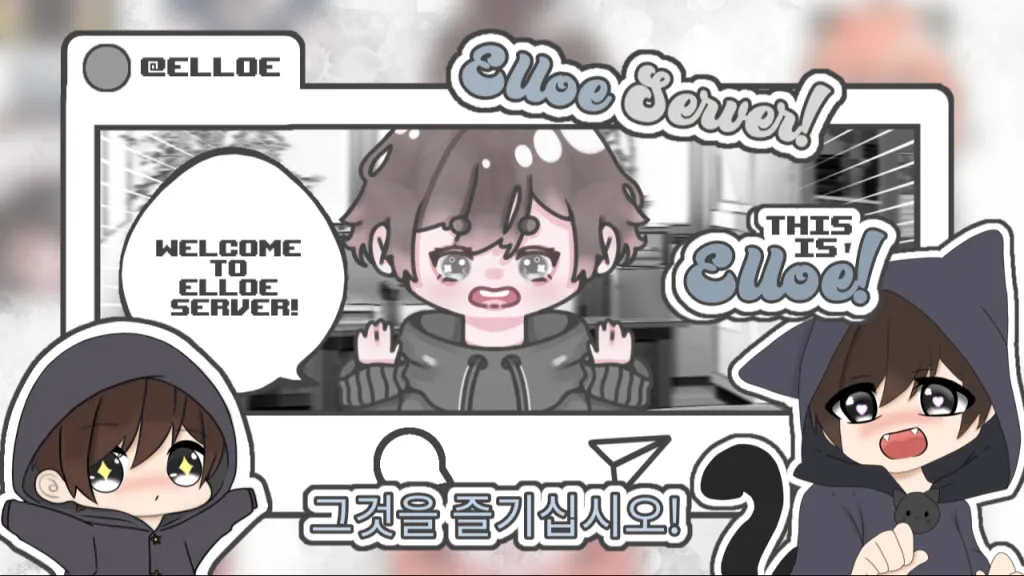 @ELLOE
Elloe Server!
WELCOME
TO
ELLOE
SERVER!
THIS
IS,
Elloe!
그것을 즐기십시오!